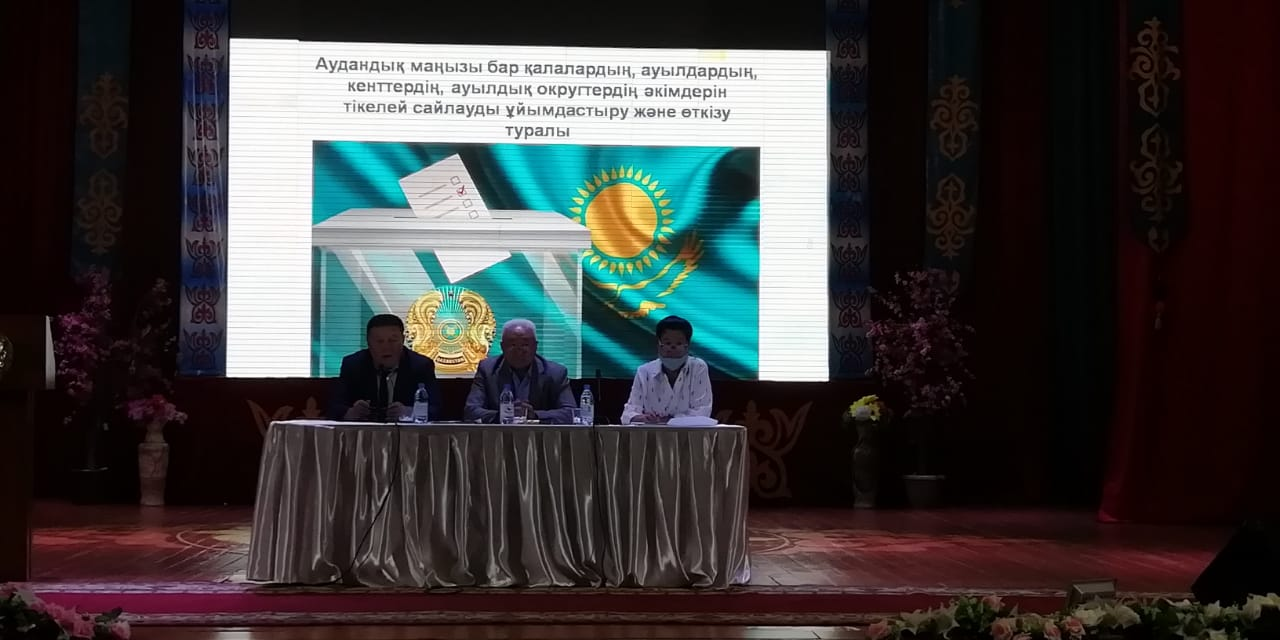 Аудандық маңызы бар қалалардың, ауылдардың,
кенттердің, ауылдық округтердің әкімдерін
тікелей сайлауды ұйымдастыру және өткізу
туралы